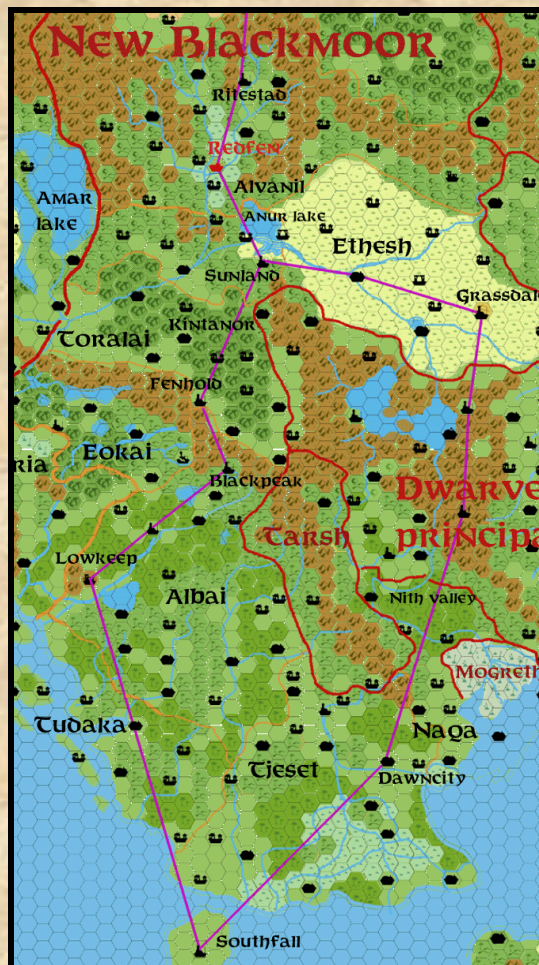 New Blackmoor
Ritestad
Redfen
Alvanil
Amar
lake
Anur lake
Ethesh
Sunland
Grassdal
Kintanor
Toralai
Fenhold
Eokai
ria
Blackpeak
Dwarve
Tarsh
principa
Lowkeep
Albai
Nith valley
Mogreth
Tudaka
Naga
Tjeset
Dawncity
Southfall